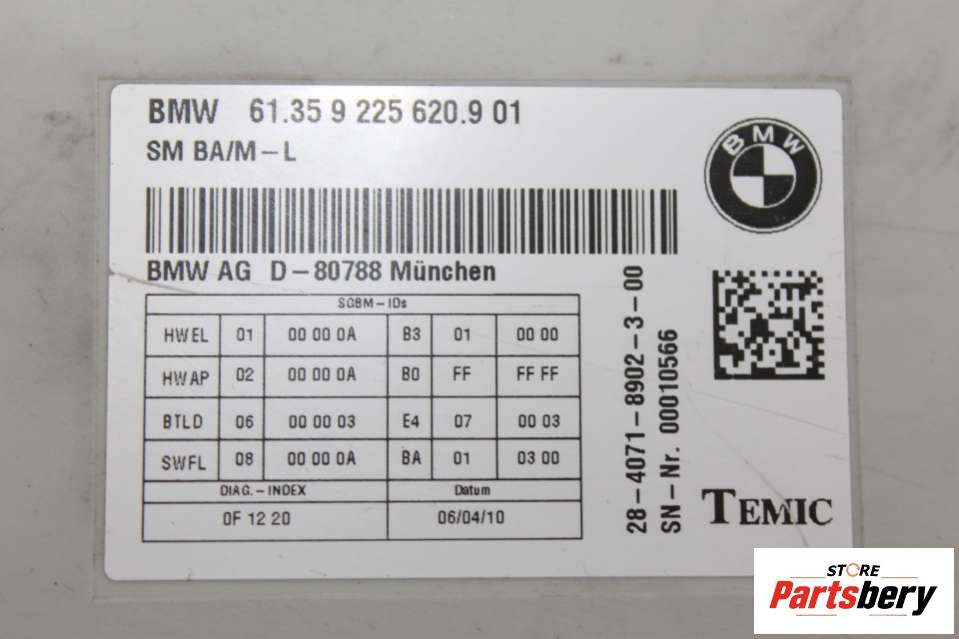 BMW 61.35 9 225 620.9 01
SM BA/M-L
BMW
BMW AG D-80788 München
SGBM-IDs
HWEL 01 00 00 0A B3 01 00 00
HWAP 02 00 00 0A B0 FF FF FF
BTLD 06 00 00 03 E4 07 00 03
SWFL 08 00 00 0A BA 01 03 00
DIAG.-INDEX Datum
0F 12 20 06/04/10
28-4071-8902-3-00
SN-Nr. 00010566
TEMIC
STORE
Partsbery